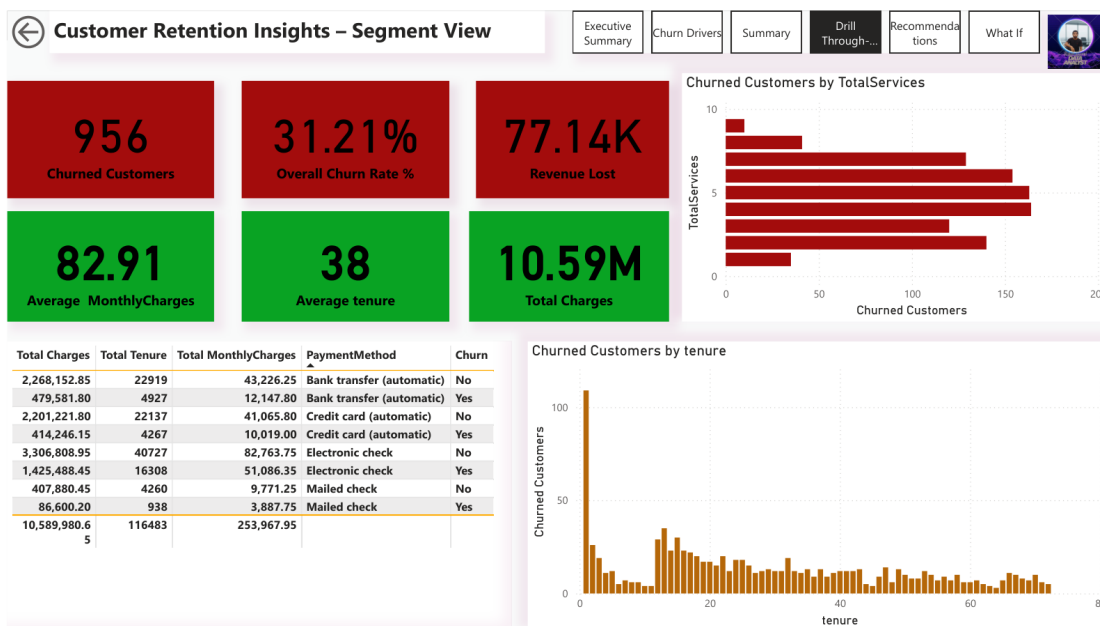 Customer Retention Insights – Segment View
Executive
Summary
Churn Drivers
Summary
Drill
Through-...
Recommenda
tions
What If
DATA
ANALYST
956
Churned Customers
31.21%
Overall Churn Rate %
77.14K
Revenue Lost
82.91
Average MonthlyCharges
38
Average tenure
10.59M
Total Charges
Churned Customers by TotalServices
TotalServices
10
5
0
0 50 100 150 20
Churned Customers
Total Charges Total Tenure Total MonthlyCharges PaymentMethod Churn
2,268,152.85 22919 43,226.25 Bank transfer (automatic) No
479,581.80 4927 12,147.80 Bank transfer (automatic) Yes
2,201,221.80 22137 41,065.80 Credit card (automatic) No
414,246.15 4267 10,019.00 Credit card (automatic) Yes
3,306,808.95 40727 82,763.75 Electronic check No
1,425,488.45 16308 51,086.35 Electronic check Yes
407,880.45 4260 9,771.25 Mailed check No
86,600.20 938 3,887.75 Mailed check Yes
10,589,980.6 116483 253,967.95
5
Churned Customers by tenure
Churned Customers
100
50
0
0 20 40 60 8
tenure